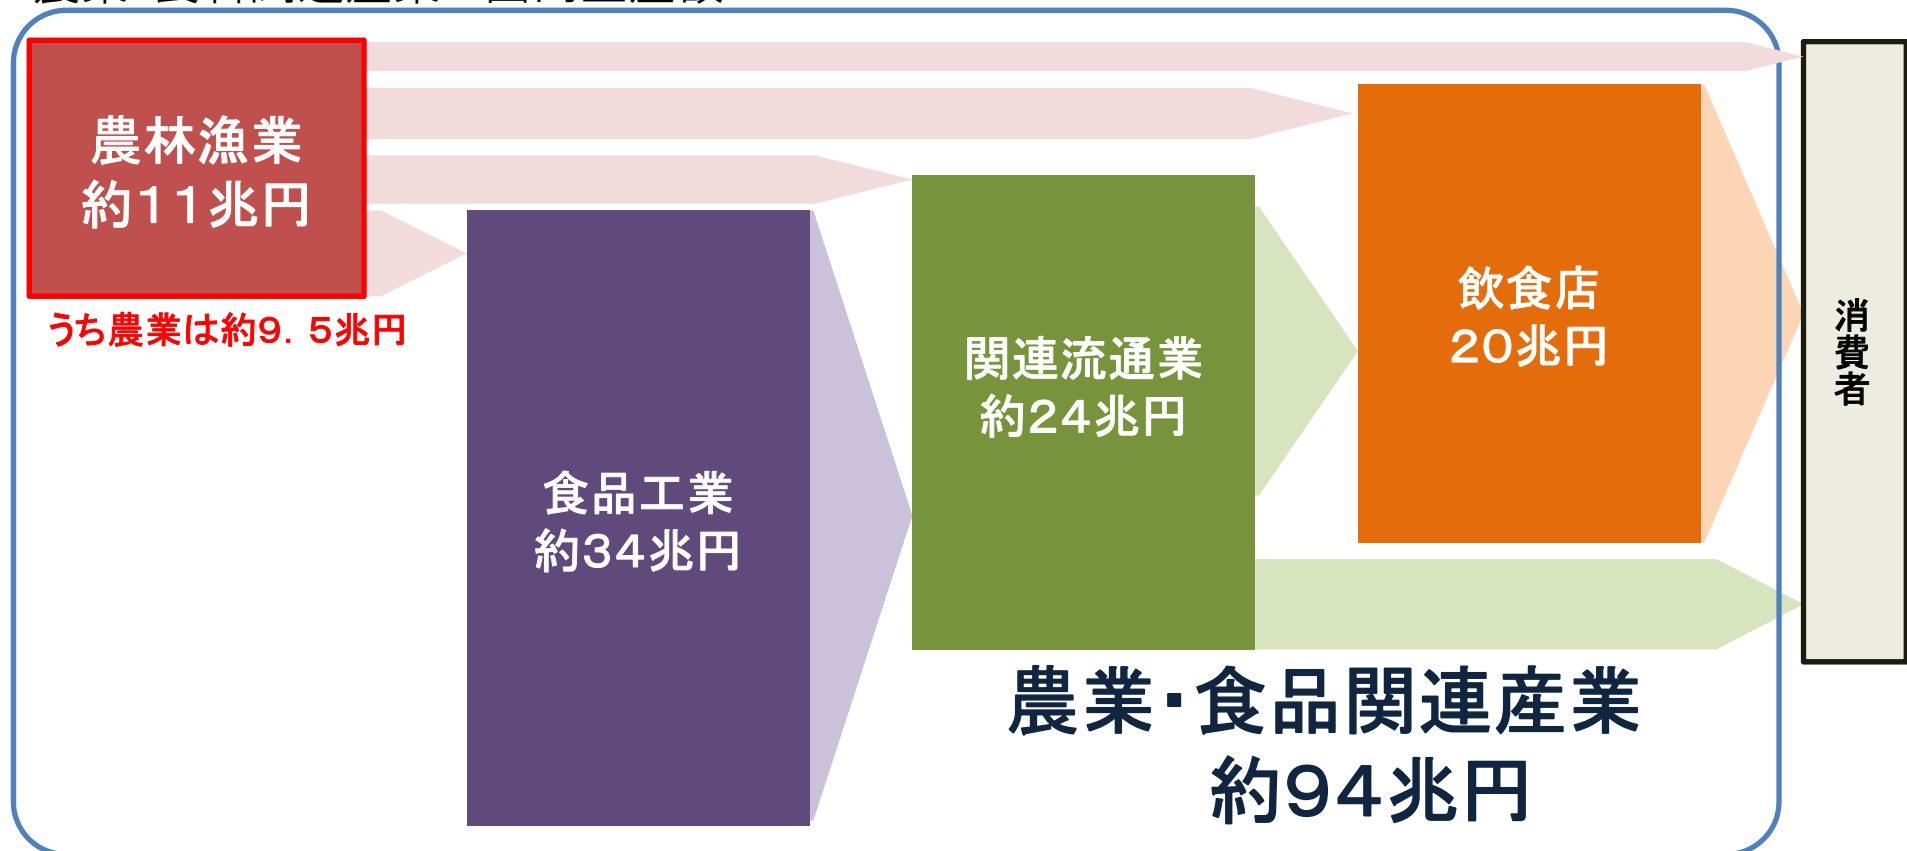 農林漁業
約11兆円
うち農業は約9.5兆円
食品工業
約34兆円
関連流通業
約24兆円
飲食店
20兆円
消費者
農業・食品関連産業
約94兆円